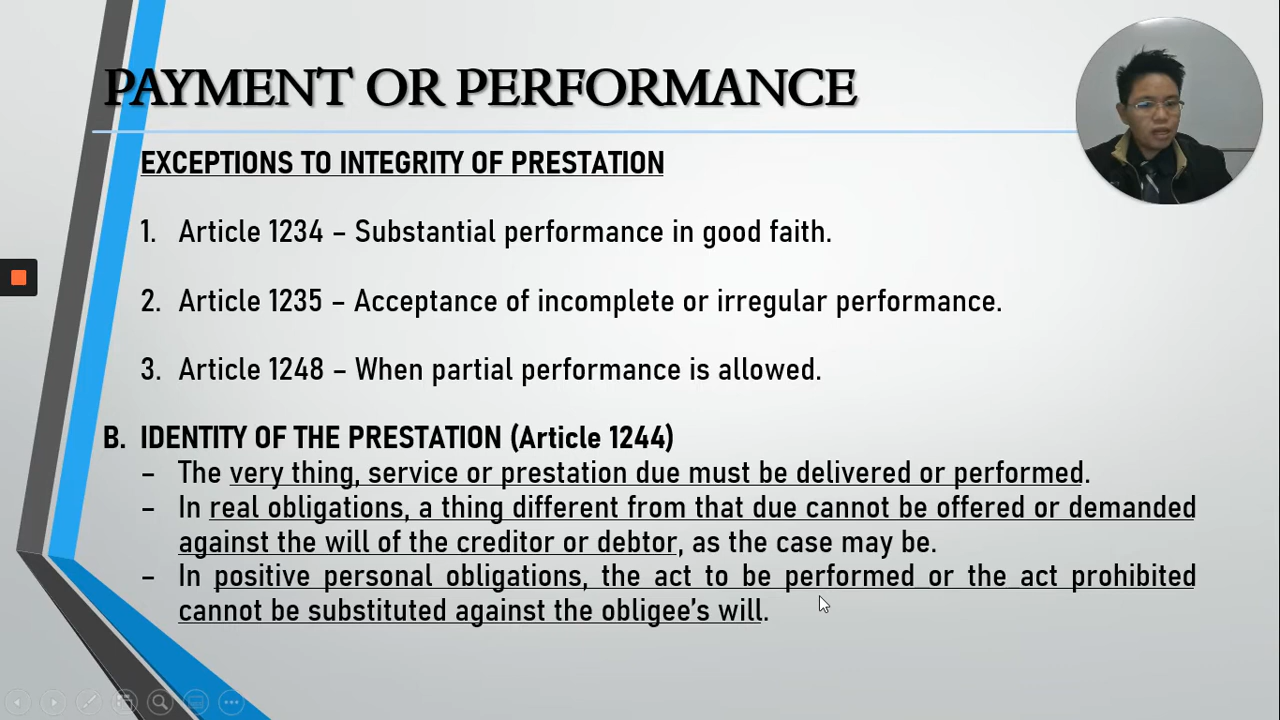 PAYMENT OR PERFORMANCE
EXCEPTIONS TO INTEGRITY OF PRESTATION
1. Article 1234 – Substantial performance in good faith.
2. Article 1235 – Acceptance of incomplete or irregular performance.
3. Article 1248 – When partial performance is allowed.
B. IDENTITY OF THE PRESTATION (Article 1244)
– The very thing, service or prestation due must be delivered or performed.
– In real obligations, a thing different from that due cannot be offered or demanded
against the will of the creditor or debtor, as the case may be.
– In positive personal obligations, the act to be performed or the act prohibited
cannot be substituted against the obligee’s will.